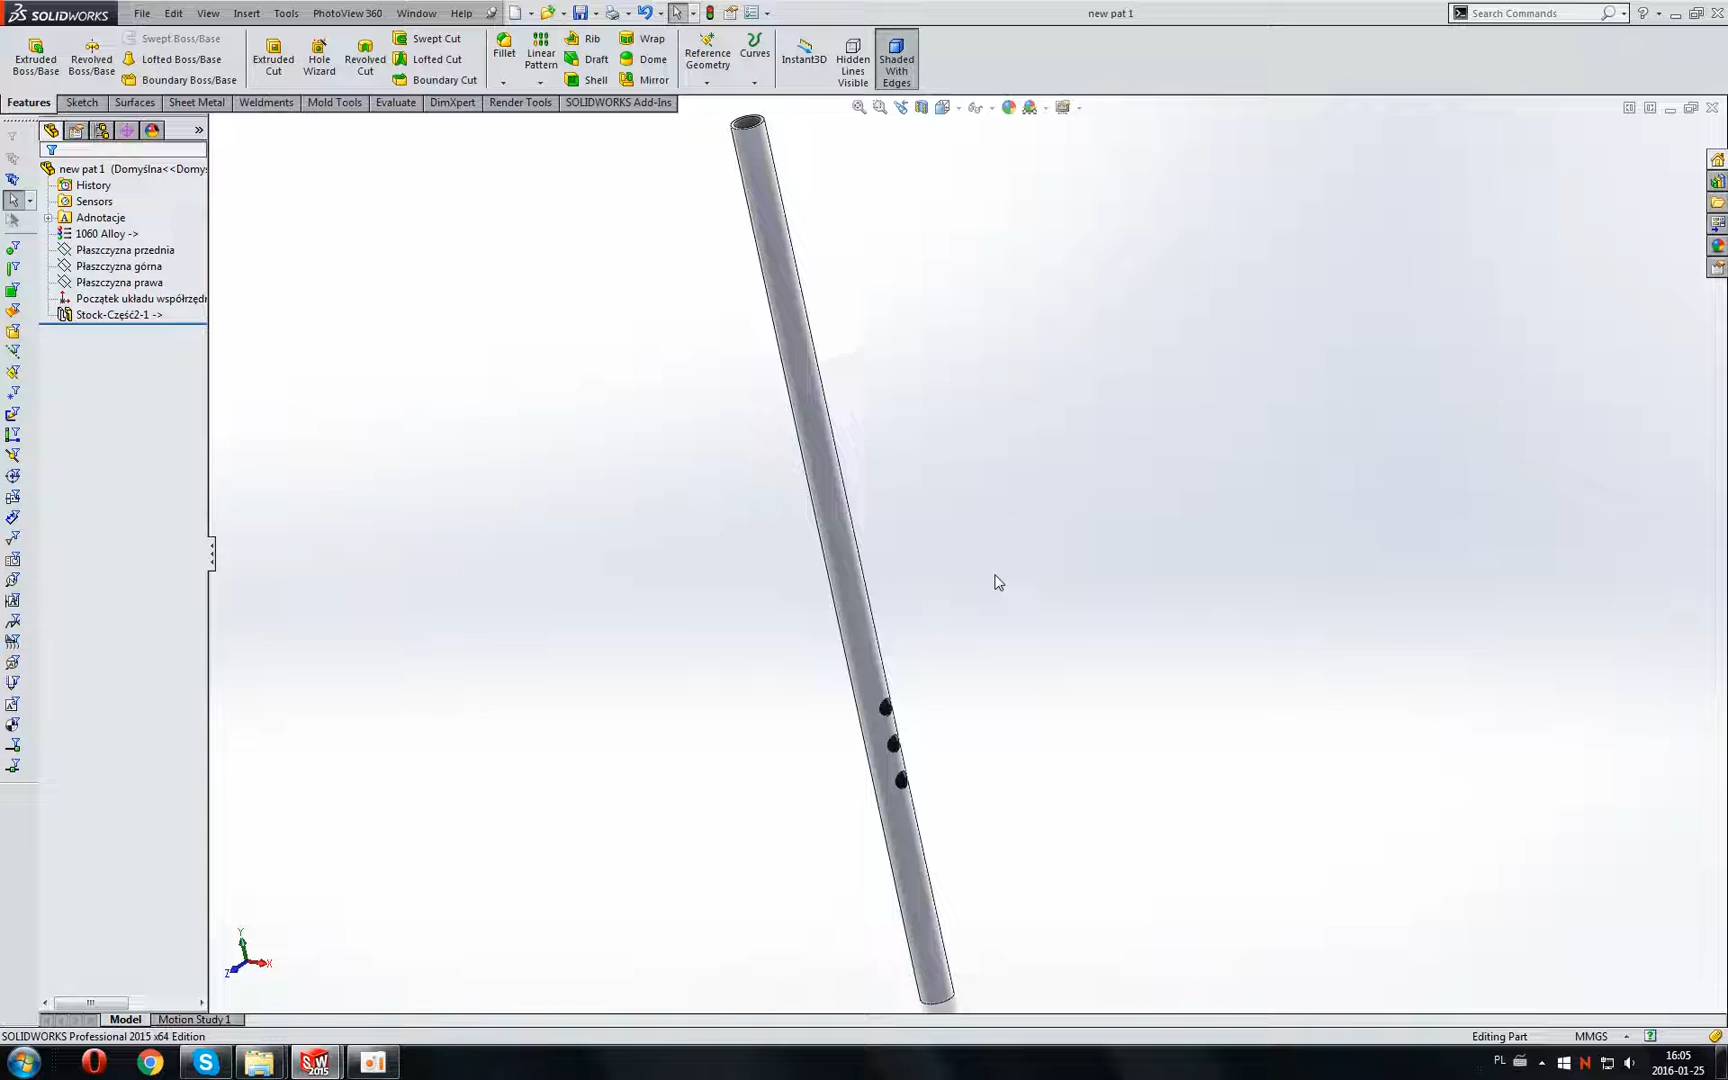 SOLIDWORKS File Edit View Insert Tools PhotoView 360 Window Help new pat 1 Search Commands ?
Extruded Boss/Base
Revolved Boss/Base
Swept Boss/Base
Lofted Boss/Base
Boundary Boss/Base
Extruded Cut
Hole Wizard
Revolved Cut
Swept Cut
Lofted Cut
Boundary Cut
Fillet
Linear Pattern
Rib
Draft
Shell
Wrap
Dome
Mirror
Reference Geometry
Curves
Instant3D
Hidden Lines Visible
Shaded With Edges
Features Sketch Surfaces Sheet Metal Weldments Mold Tools Evaluate DimXpert Render Tools SOLIDWORKS Add-Ins
new pat 1 (Domyślna<<Domy
History
Sensors
Adnotacje
1060 Alloy ->
Płaszczyzna przednia
Płaszczyzna górna
Płaszczyzna prawa
Początek układu współrzędn
Stock-Część2-1 ->
Y
Z X
Model Motion Study 1
SOLIDWORKS Professional 2015 x64 Edition Editing Part MMGS
PL 16:05
2016-01-25